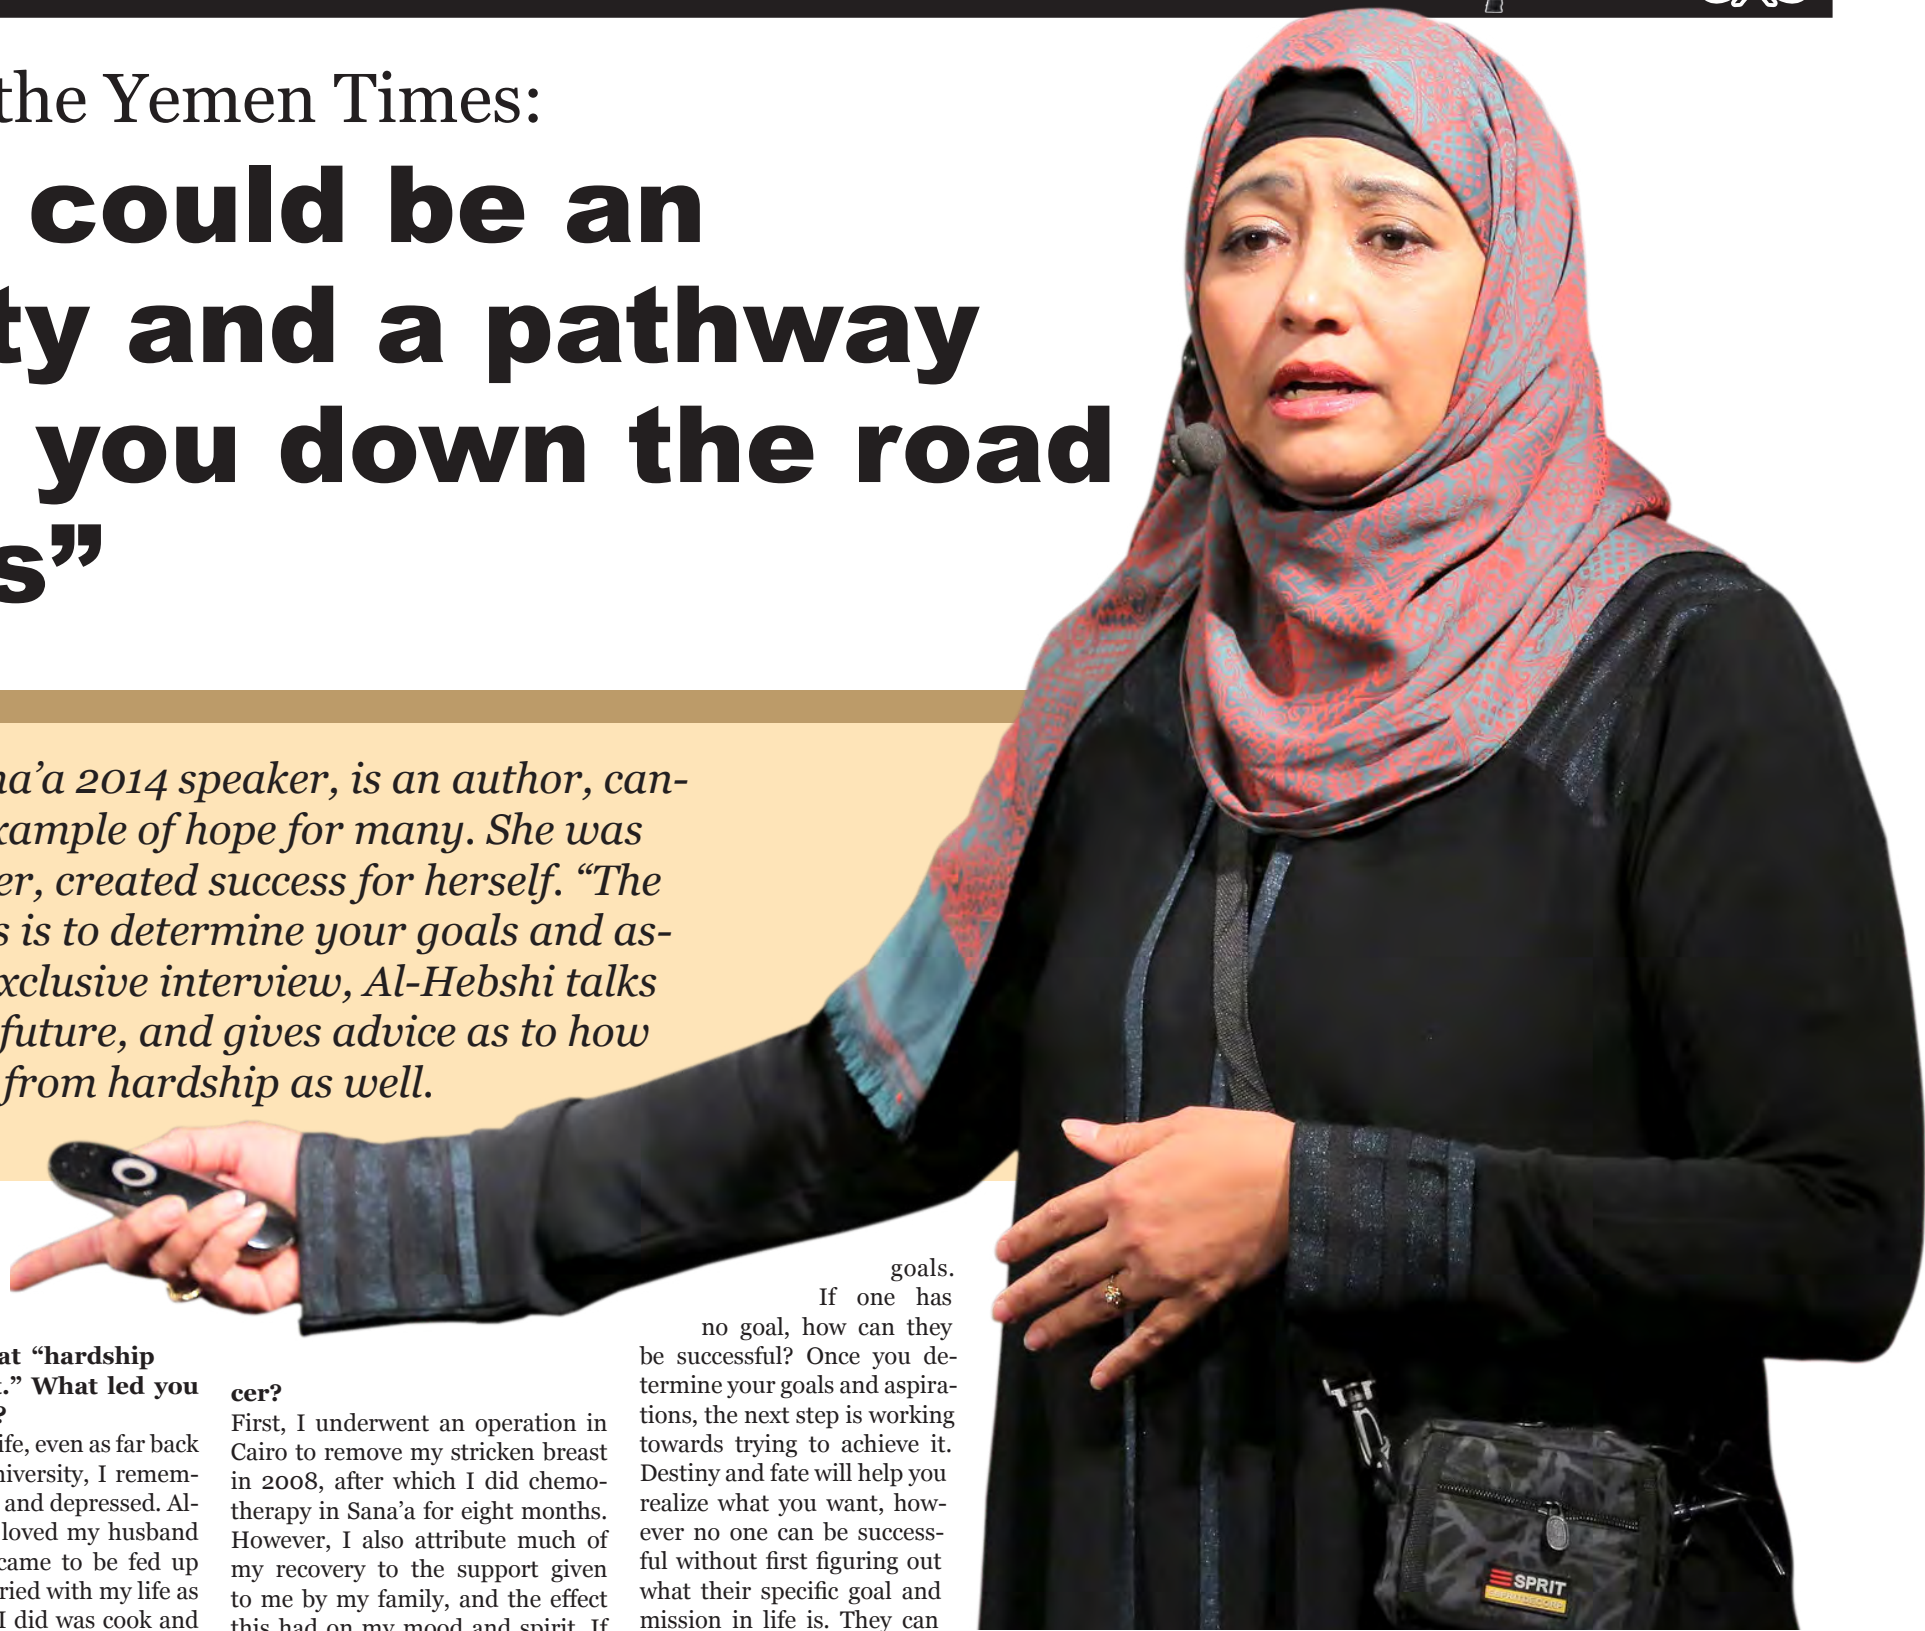 the Yemen Times:
could be an
ty and a pathway
you down the road
s”
na’a 2014 speaker, is an author, can-
xample of hope for many. She was
er, created success for herself. “The
s is to determine your goals and as-
xclusive interview, Al-Hebshi talks
future, and gives advice as to how
from hardship as well.
at “hardship
t.” What led you
?
ife, even as far back
niversity, I remem-
and depressed. Al-
loved my husband
came to be fed up
ried with my life as
I did was cook and
cer?
First, I underwent an operation in
Cairo to remove my stricken breast
in 2008, after which I did chemo-
therapy in Sana’a for eight months.
However, I also attribute much of
my recovery to the support given
to me by my family, and the effect
this had on my mood and spirit. If
goals.
If one has
no goal, how can they
be successful? Once you de-
termine your goals and aspira-
tions, the next step is working
towards trying to achieve it.
Destiny and fate will help you
realize what you want, how-
ever no one can be success-
ful without first figuring out
what their specific goal and
mission in life is. They can
SPRIT